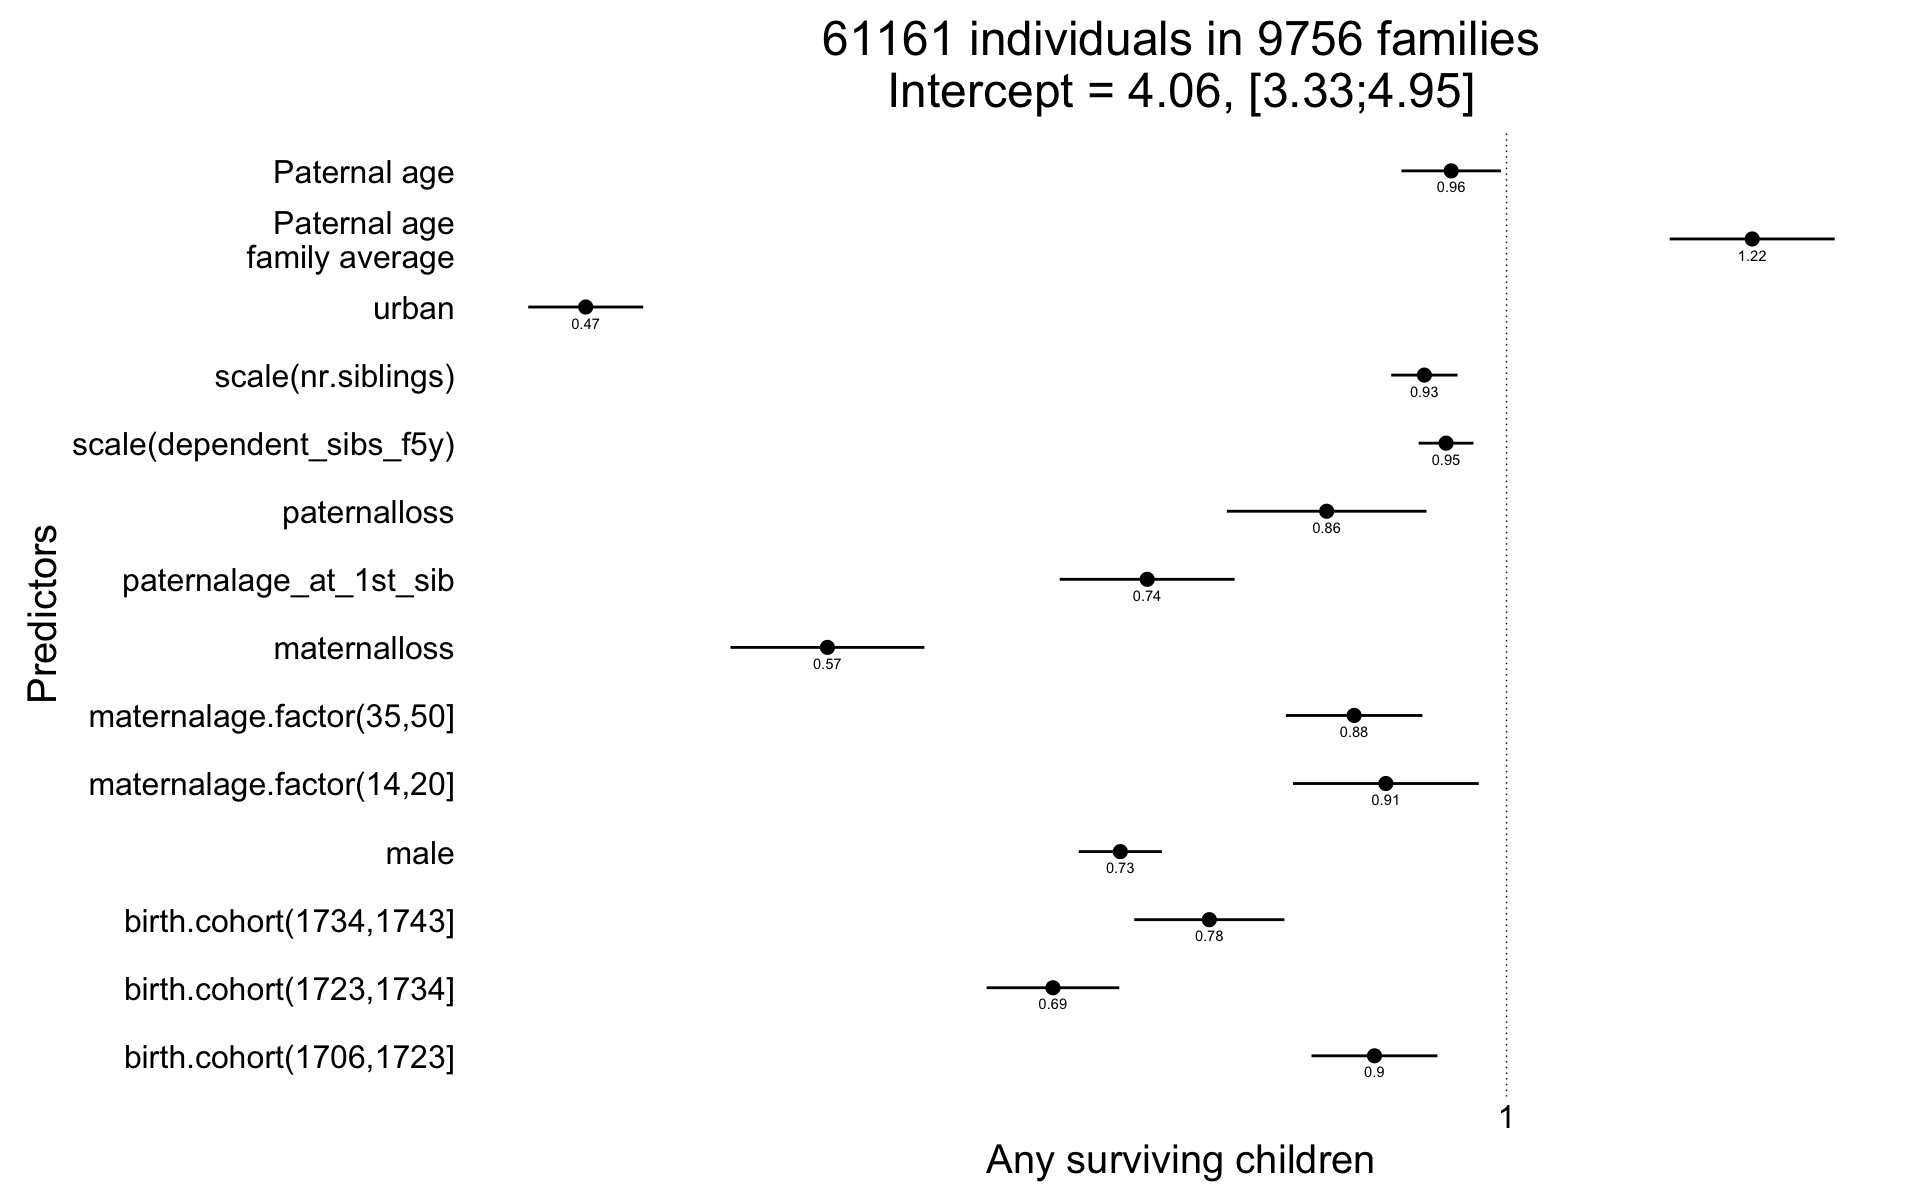 61161 individuals in 9756 families
Intercept = 4.06, [3.33;4.95]
Paternal age
0.96
Paternal age
family average
1.22
urban
0.47
scale(nr.siblings)
0.93
scale(dependent_sibs_f5y)
0.95
paternalloss
0.86
paternalage_at_1st_sib
0.74
maternalloss
0.57
maternalage.factor(35,50]
0.88
maternalage.factor(14,20]
0.91
male
0.73
birth.cohort(1734,1743]
0.78
birth.cohort(1723,1734]
0.69
birth.cohort(1706,1723]
0.9
Predictors
1
Any surviving children